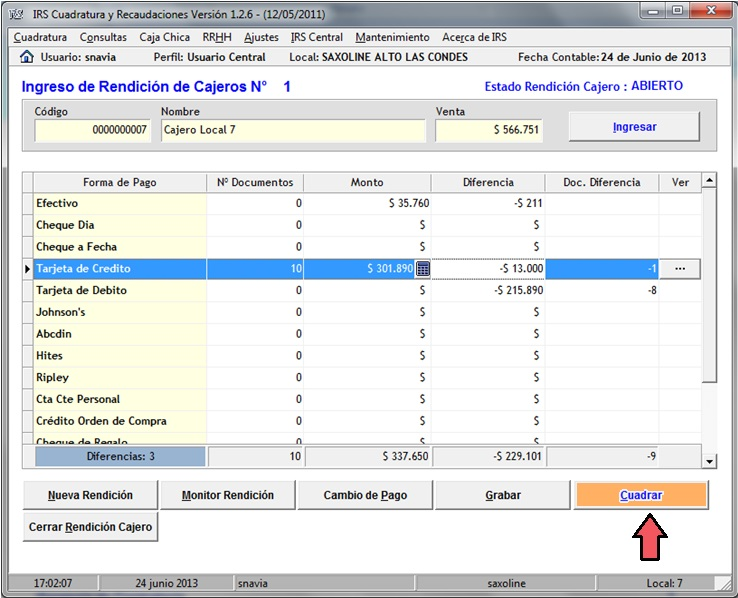 IRS Cuadratura y Recaudaciones Versión 1.2.6 - (12/05/2011)
Cuadratura Consultas Caja Chica RRHH Ajustes IRS Central Mantenimiento Acerca de IRS
Usuario: snavia Perfil: Usuario Central Local: SAXOLINE ALTO LAS CONDES Fecha Contable: 24 de Junio de 2013
Ingreso de Rendición de Cajeros N° 1 Estado Rendición Cajero : ABIERTO
Código Nombre Venta
0000000007 Cajero Local 7 $ 566.751 Ingresar
Forma de Pago Nº Documentos Monto Diferencia Doc. Diferencia Ver
Efectivo 0 $ 35.760 -$ 211
Cheque Dia 0 $ $
Cheque a Fecha 0 $ $
Tarjeta de Credito 10 $ 301.890 -$ 13.000 -1 ...
Tarjeta de Debito 0 $ -$ 215.890 -8
Johnson's 0 $ $
Abcdin 0 $ $
Hites 0 $ $
Ripley 0 $ $
Cta Cte Personal 0 $ $
Crédito Orden de Compra 0 $ $
Cheque de Regalo 0 $ $
Diferencias: 3 10 $ 337.650 -$ 229.101 -9
Nueva Rendición Monitor Rendición Cambio de Pago Grabar Cuadrar
Cerrar Rendición Cajero
17:02:07 24 junio 2013 snavia saxoline Local: 7